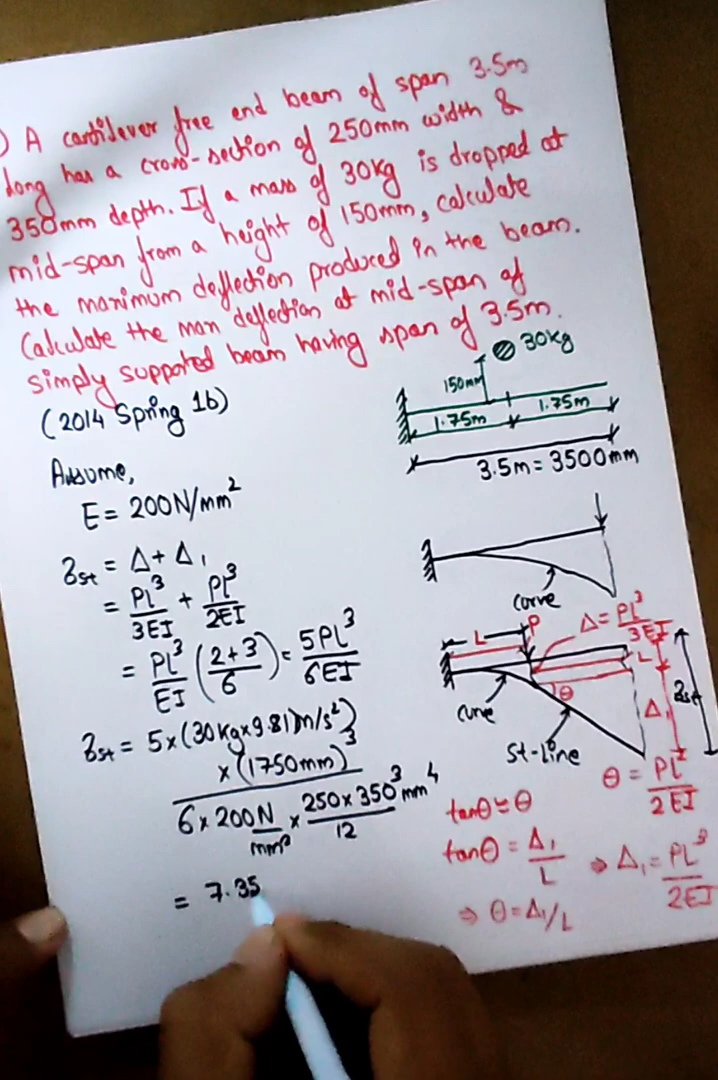 ) A cantilever free end beam of span 3.5m
long has a cross-section of 250mm width &
350mm depth. If a mass of 30kg is dropped at
mid-span from a height of 150mm, calculate
the maximum deflection produced in the beam.
Calculate the max deflection at mid-span of
simply supported beam having span of 3.5m.
(2014 Spring 1b)
30kg
150mm
1.75m 1.75m
3.5m = 3500mm
Assume,
E = 200N/mm²
δst = Δ + Δ₁
= PL³/3EI + PL³/2EI
= PL³/EI (2+3/6) = 5PL³/6EI
δst = 5×(30kg×9.81m/s²)
×(1750mm)³
6×200N/mm² × 250×350³/12 mm⁴
= 7.35
curve
L P Δ = PL³/3EI
θ L
Δ₁ δst
curve
St-line
θ = PL²/2EI
tanθ ≈ θ
tanθ = Δ₁/L ⇒ Δ₁ = PL³/2EI
⇒ θ = Δ₁/L